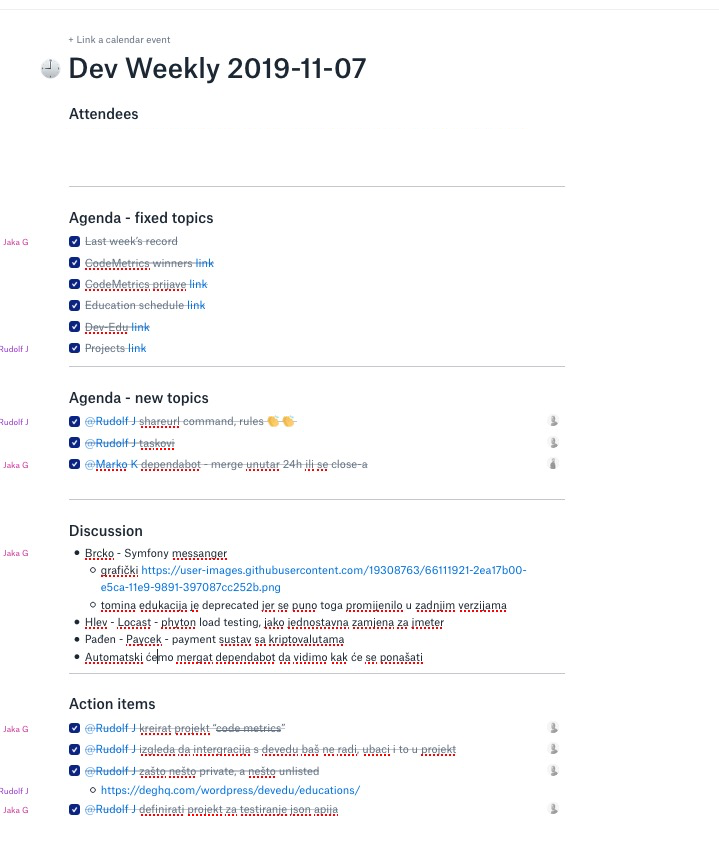 + Link a calendar event
Dev Weekly 2019-11-07
Attendees
Agenda - fixed topics
Jaka G
Last week's record
CodeMetrics winners link
CodeMetrics prijave link
Education schedule link
Dev-Edu link
Rudolf J
Projects link
Agenda - new topics
Rudolf J
@Rudolf J shareurl command, rules 👏👏
@Rudolf J taskovi
Jaka G
@Marko K dependabot - merge unutar 24h ili se close-a
Discussion
Jaka G
Brcko - Symfony messanger
grafički https://user-images.githubusercontent.com/19308763/66111921-2ea17b00-
e5ca-11e9-9891-397087cc252b.png
tomina edukacija je deprecated jer se puno toga promijenilo u zadnjim verzijama
Hlev - Locast - phyton load testing, jako jednostavna zamjena za jmeter
Pađen - Paycek - payment sustav sa kriptovalutama
Automatski ćemo mergat dependabot da vidimo kak će se ponašati
Action items
Jaka G
@Rudolf J kreirat projekt "code metrics"
@Rudolf J izgleda da intergracija s devedu baš ne radi, ubaci i to u projekt
@Rudolf J zašto nešto private, a nešto unlisted
Rudolf J
https://deghq.com/wordpress/devedu/educations/
Jaka G
@Rudolf J definirati projekt za testiranje json apija